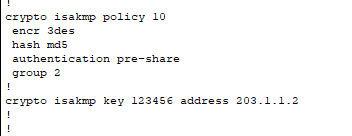 !
crypto isakmp policy 10
 encr 3des
 hash md5
 authentication pre-share
 group 2
!
crypto isakmp key 123456 address 203.1.1.2
!
!